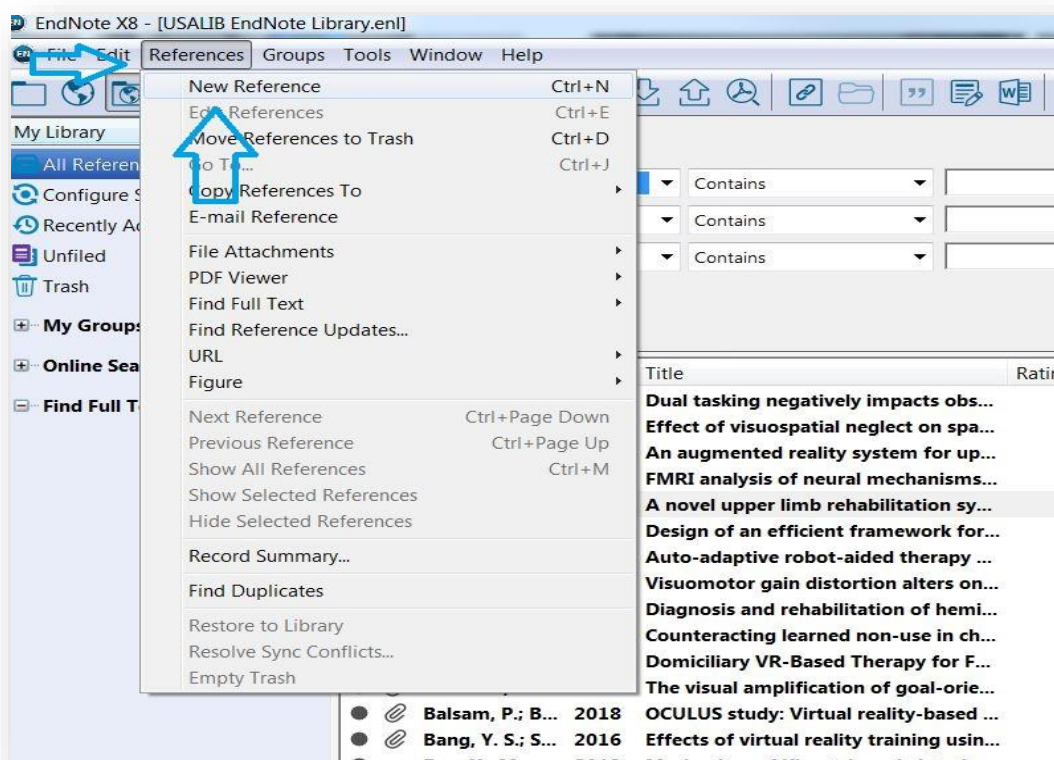 EndNote X8 - [USALIB EndNote Library.enl]
File Edit References Groups Tools Window Help
My Library
All Referen
Configure S
Recently Ad
Unfiled
Trash
My Groups
Online Sea
Find Full T
New Reference Ctrl+N
Edit References Ctrl+E
Move References to Trash Ctrl+D
Go To... Ctrl+J
Copy References To
E-mail Reference
File Attachments
PDF Viewer
Find Full Text
Find Reference Updates...
URL
Figure
Next Reference Ctrl+Page Down
Previous Reference Ctrl+Page Up
Show All References Ctrl+M
Show Selected References
Hide Selected References
Record Summary...
Find Duplicates
Restore to Library
Resolve Sync Conflicts...
Empty Trash
Contains
Contains
Contains
Title Ratin
Dual tasking negatively impacts obs...
Effect of visuospatial neglect on spa...
An augmented reality system for up...
FMRI analysis of neural mechanisms...
A novel upper limb rehabilitation sy...
Design of an efficient framework for...
Auto-adaptive robot-aided therapy ...
Visuomotor gain distortion alters on...
Diagnosis and rehabilitation of hemi...
Counteracting learned non-use in ch...
Domiciliary VR-Based Therapy for F...
The visual amplification of goal-orie...
Balsam, P.; B... 2018 OCULUS study: Virtual reality-based ...
Bang, Y. S.; S... 2016 Effects of virtual reality training usin...